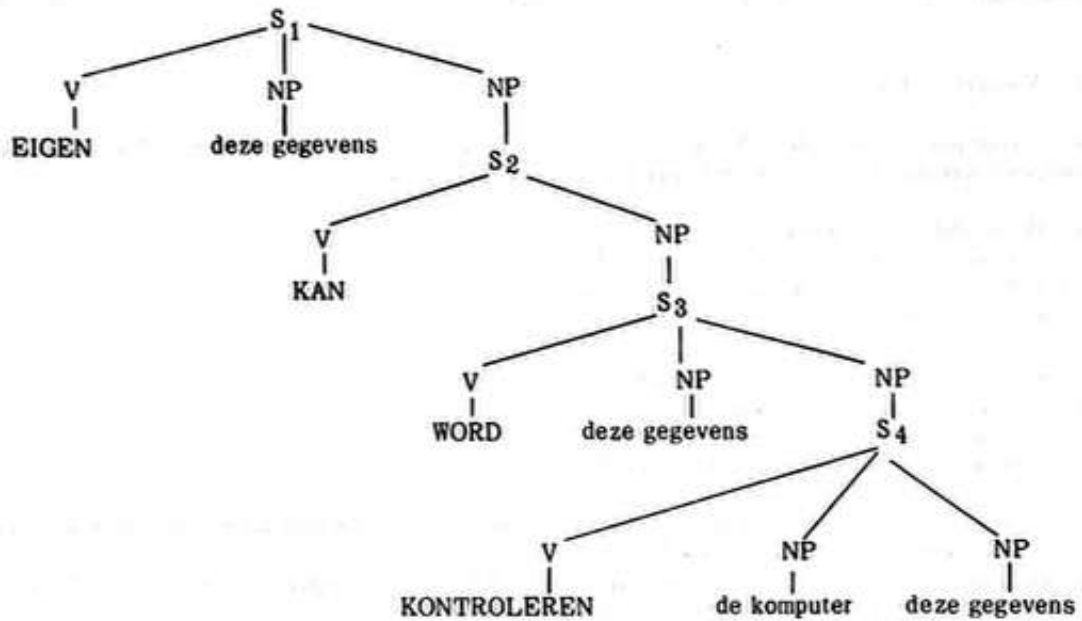 S1
V NP NP
EIGEN deze gegevens
S2
V NP
KAN
S3
V NP NP
WORD deze gegevens
S4
V NP NP
KONTROLEREN de komputer deze gegevens